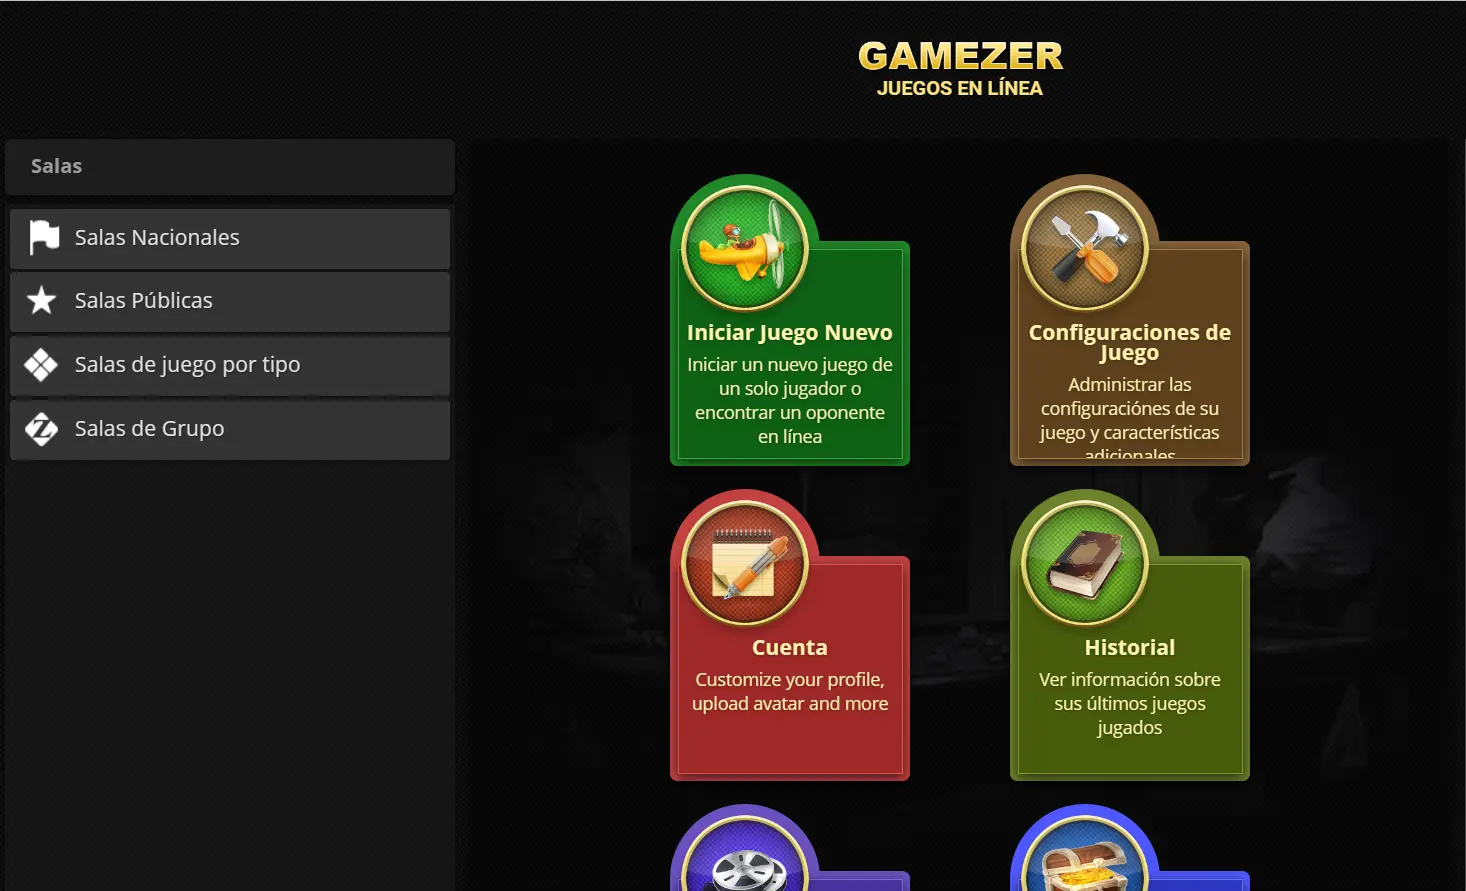 GAMEZER
JUEGOS EN LÍNEA
Salas
Salas Nacionales
Salas Públicas
Salas de juego por tipo
Salas de Grupo
Iniciar Juego Nuevo
Iniciar un nuevo juego de
un solo jugador o
encontrar un oponente
en línea
Configuraciones de
Juego
Administrar las
configuraciónes de su
juego y características
adicionales
Cuenta
Customize your profile,
upload avatar and more
Historial
Ver información sobre
sus últimos juegos
jugados